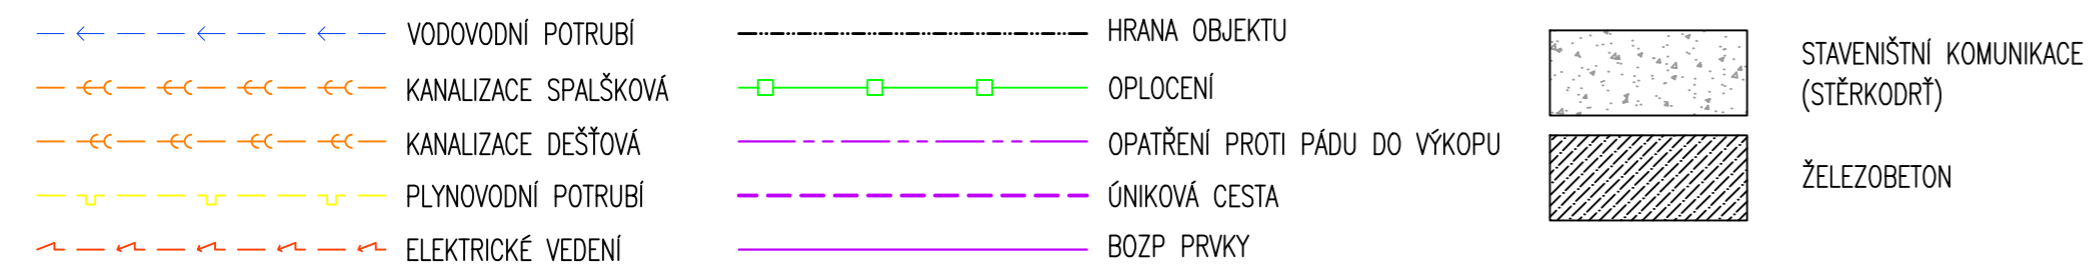 VODOVODNÍ POTRUBÍ
KANALIZACE SPALŠKOVÁ
KANALIZACE DEŠŤOVÁ
PLYNOVODNÍ POTRUBÍ
ELEKTRICKÉ VEDENÍ
HRANA OBJEKTU
OPLOCENÍ
OPATŘENÍ PROTI PÁDU DO VÝKOPU
ÚNIKOVÁ CESTA
BOZP PRVKY
STAVENIŠTNÍ KOMUNIKACE
(STĚRKODRŤ)
ŽELEZOBETON